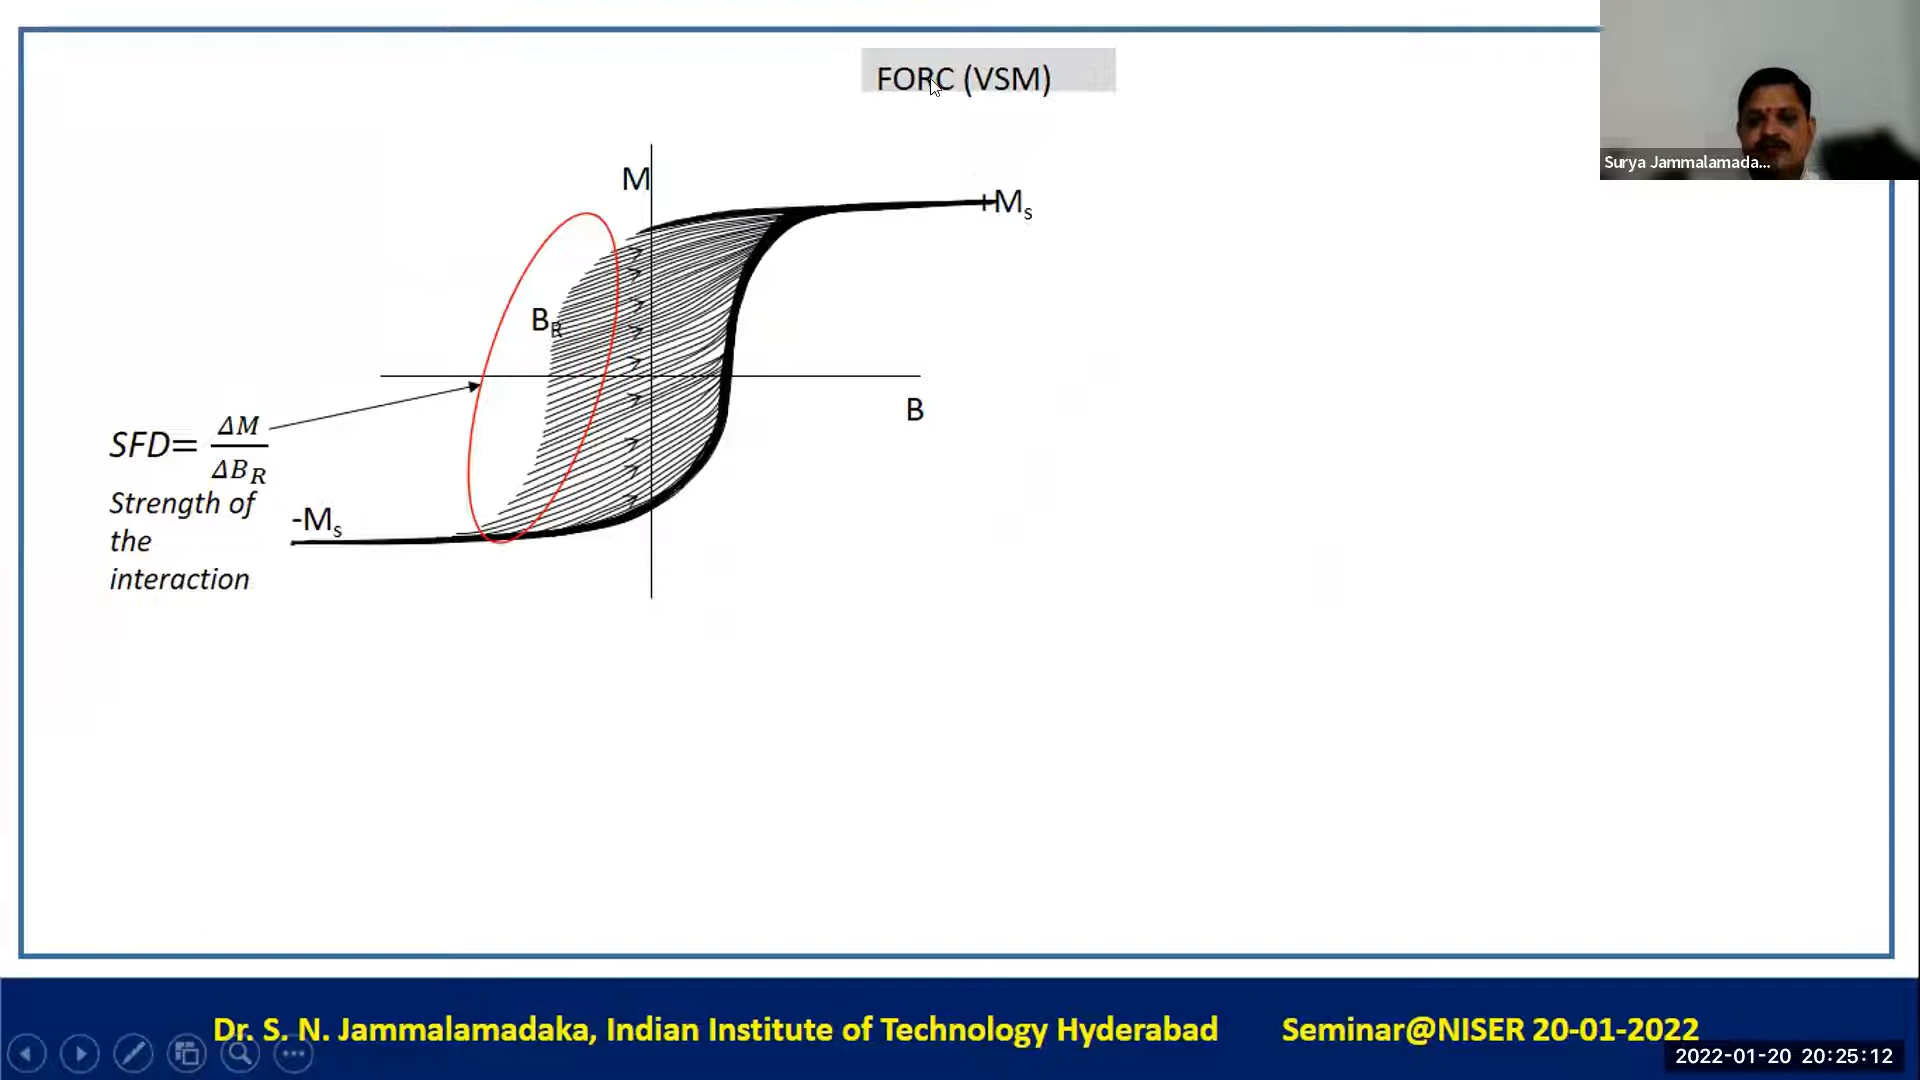 FORC (VSM)
Surya Jammalamada...
M
+Ms
BR
B
SFD= ΔM/ΔBR
Strength of
the
interaction
-Ms
Dr. S. N. Jammalamadaka, Indian Institute of Technology Hyderabad Seminar@NISER 20-01-2022
2022-01-20 20:25:12